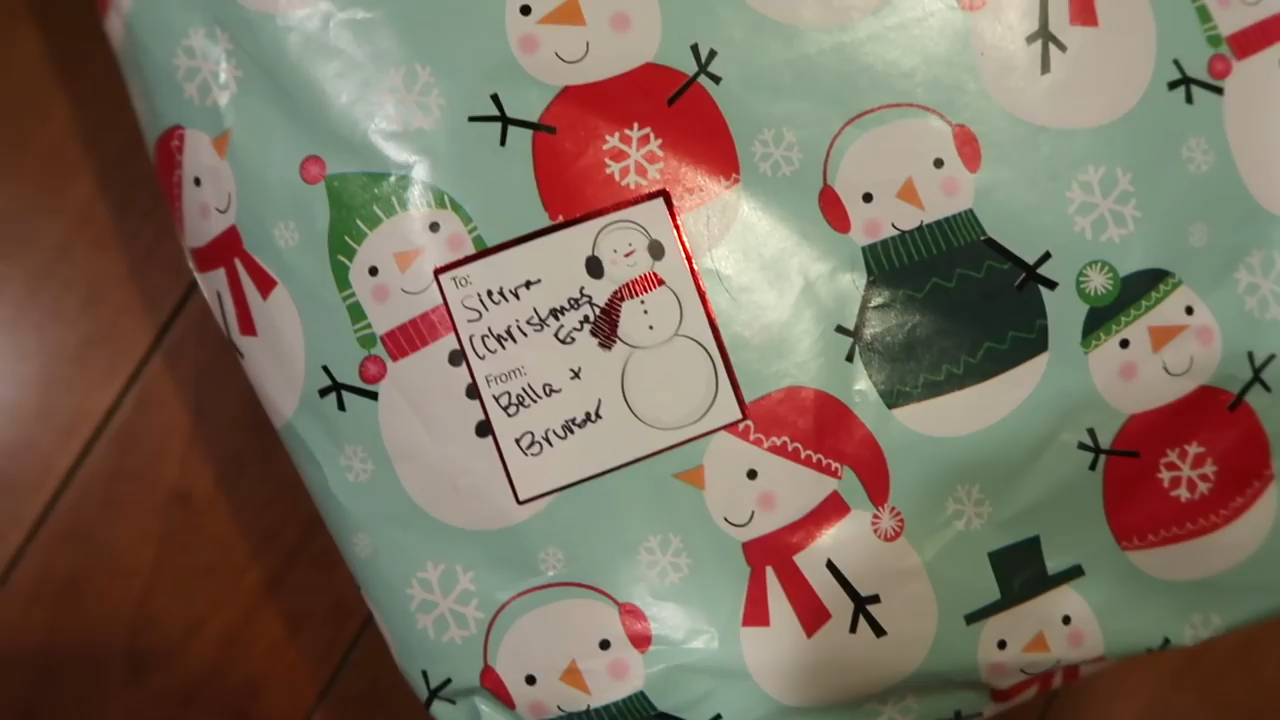 To:
Sierra
(Christmas
Eve)
From:
Bella +
Bruiser